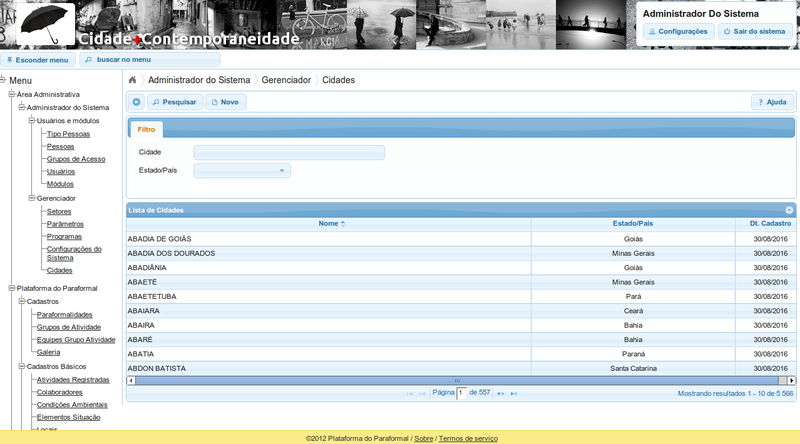 Cidade+Contemporaneidade
Administrador Do Sistema
Configurações
Sair do sistema
Esconder menu
buscar no menu
Menu
Área Administrativa
Administrador do Sistema
Usuários e módulos
Tipo Pessoas
Pessoas
Grupos de Acesso
Usuários
Módulos
Gerenciador
Setores
Parâmetros
Programas
Configurações do
Sistema
Cidades
Plataforma do Paraformal
Cadastros
Paraformalidades
Grupos de Atividade
Equipes Grupo Atividade
Galeria
Cadastros Básicos
Atividades Registradas
Colaboradores
Condições Ambientais
Elementos Situação
Locais
Administrador do Sistema Gerenciador Cidades
Pesquisar
Novo
? Ajuda
Filtro
Cidade
Estado/País
Lista de Cidades
Nome Estado/País Dt. Cadastro
ABADIA DE GOIÁS Goiás 30/08/2016
ABADIA DOS DOURADOS Minas Gerais 30/08/2016
ABADIÂNIA Goiás 30/08/2016
ABAETÉ Minas Gerais 30/08/2016
ABAETETUBA Pará 30/08/2016
ABAIARA Ceará 30/08/2016
ABAIRA Bahia 30/08/2016
ABARÉ Bahia 30/08/2016
ABATIA Paraná 30/08/2016
ABDON BATISTA Santa Catarina 30/08/2016
Página 1 de 557
Mostrando resultados 1 - 10 de 5 566
©2012 Plataforma do Paraformal / Sobre / Termos de serviço